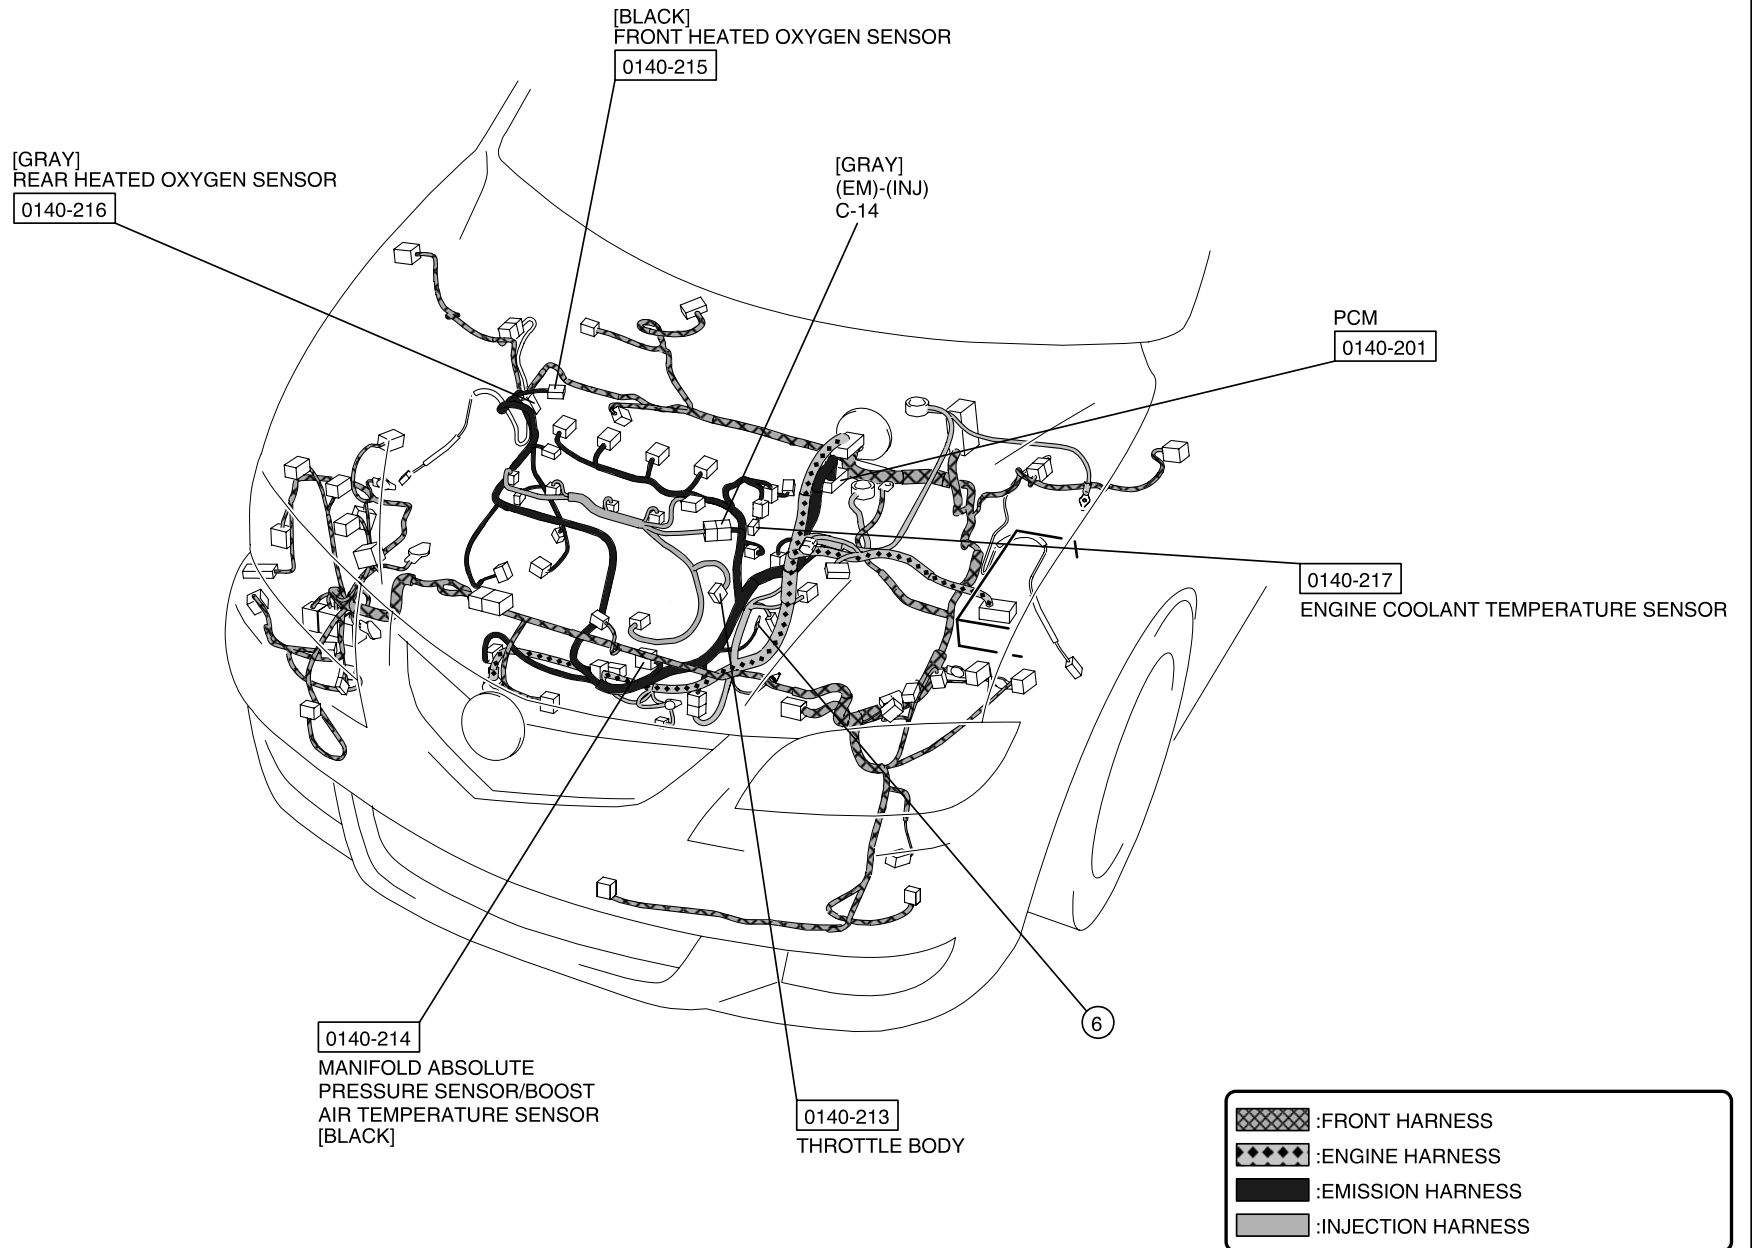 [BLACK]
FRONT HEATED OXYGEN SENSOR
0140-215
[GRAY]
REAR HEATED OXYGEN SENSOR
0140-216
[GRAY]
(EM)-(INJ)
C-14
PCM
0140-201
0140-217
ENGINE COOLANT TEMPERATURE SENSOR
6
0140-214
MANIFOLD ABSOLUTE
PRESSURE SENSOR/BOOST
AIR TEMPERATURE SENSOR
[BLACK]
0140-213
THROTTLE BODY
:FRONT HARNESS
:ENGINE HARNESS
:EMISSION HARNESS
:INJECTION HARNESS